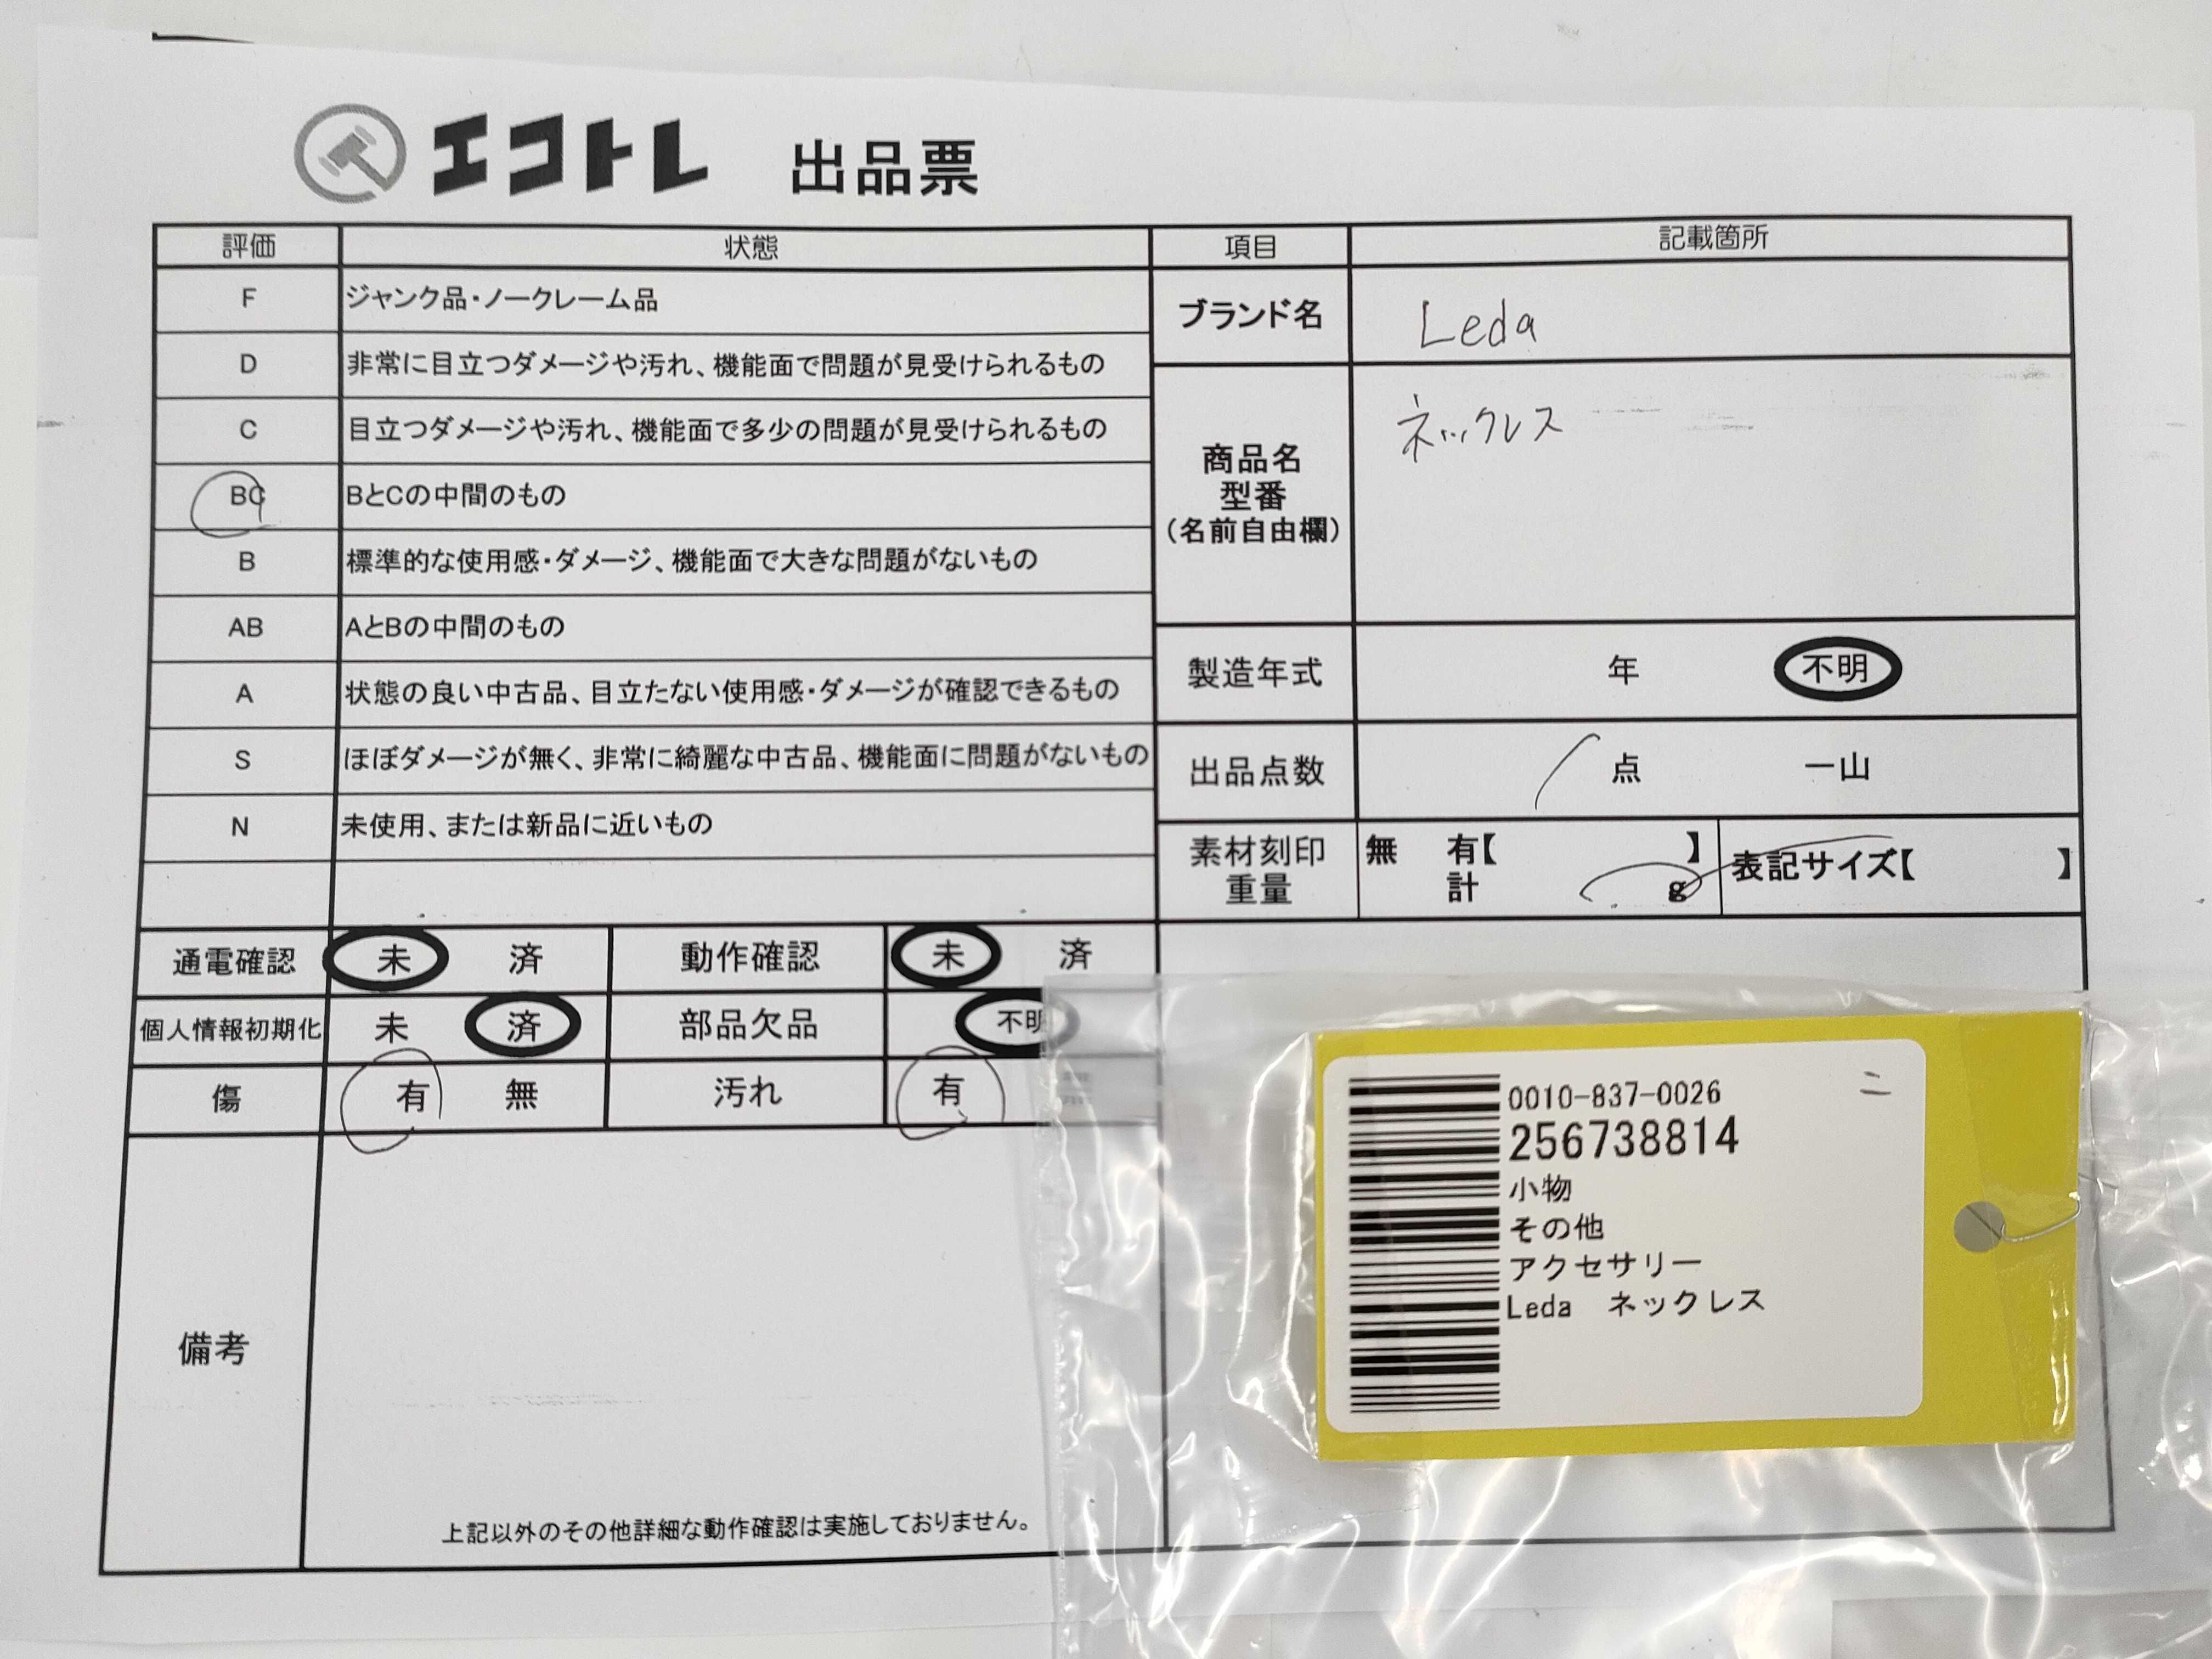 エコトレ 出品票
評価 状態 項目 記載箇所
F ジャンク品・ノークレーム品
D 非常に目立つダメージや汚れ、機能面で問題が見受けられるもの
C 目立つダメージや汚れ、機能面で多少の問題が見受けられるもの
BC BとCの中間のもの
B 標準的な使用感・ダメージ、機能面で大きな問題がないもの
AB AとBの中間のもの
A 状態の良い中古品、目立たない使用感・ダメージが確認できるもの
S ほぼダメージが無く、非常に綺麗な中古品、機能面に問題がないもの
N 未使用、または新品に近いもの
ブランド名 Leda
商品名
型番
(名前自由欄)
ネックレス
製造年式 年 不明
出品点数 1 点 一山
素材刻印
重量
無 有【 】
計 g
表記サイズ【 】
通電確認 未 済 動作確認 未 済
個人情報初期化 未 済 部品欠品 不明
傷 有 無 汚れ 有
備考
上記以外のその他詳細な動作確認は実施しておりません。
0010-837-0026
256738814
小物
その他
アクセサリー
Leda ネックレス